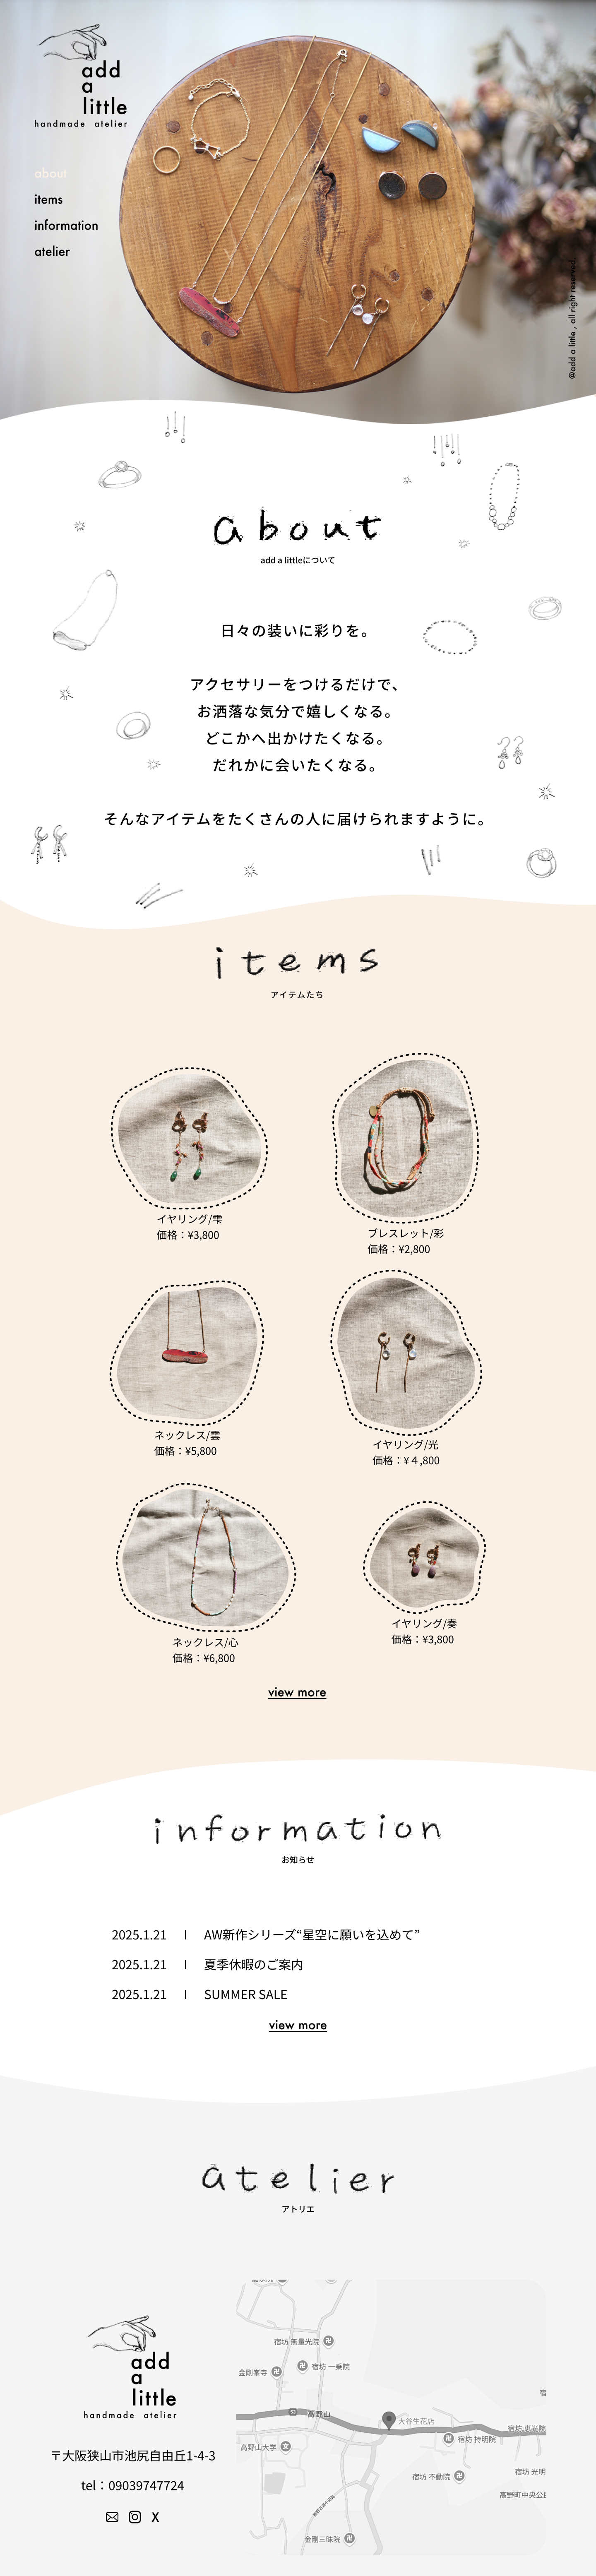 add
a
little
handmade atelier
about
items
information
atelier
@add a little , all right reserved.
about
add a littleについて
日々の装いに彩りを。
アクセサリーをつけるだけで、
お洒落な気分で嬉しくなる。
どこかへ出かけたくなる。
だれかに会いたくなる。
そんなアイテムをたくさんの人に届けられますように。
items
アイテムたち
イヤリング/雫
価格：¥3,800
ブレスレット/彩
価格：¥2,800
ネックレス/雲
価格：¥5,800
イヤリング/光
価格：¥４,800
ネックレス/心
価格：¥6,800
イヤリング/奏
価格：¥3,800
view more
information
お知らせ
2025.1.21 I AW新作シリーズ“星空に願いを込めて”
2025.1.21 I 夏季休暇のご案内
2025.1.21 I SUMMER SALE
view more
atelier
アトリエ
add
a
little
handmade atelier
〒大阪狭山市池尻自由丘1-4-3
tel：09039747724
X
宿坊 無量光院
宿坊 一乗院
金剛峯寺
宿
高野山
大谷生花店
宿坊 恵光院
宿坊 持明院
高野山大学
宿坊 不動院
宿坊 光明
高野町中央公
金剛三昧院